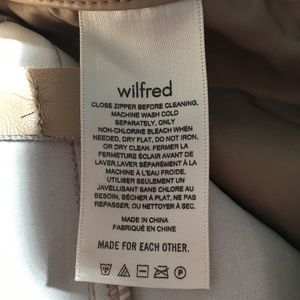 wilfred
CLOSE ZIPPER BEFORE CLEANING.
MACHINE WASH COLD
SEPARATELY, ONLY
NON-CHLORINE BLEACH WHEN
NEEDED, DRY FLAT, DO NOT IRON,
OR DRY CLEAN. FERMER LA
FERMETURE ÉCLAIR AVANT DE
LAVER.LAVER SÉPARÉMENT À LA
MACHINE À L'EAU FROIDE,
UTILISER SEULEMENT UN
JAVELLISANT SANS CHLORE AU
BESOIN, SÉCHER À PLAT, NE PAS
REPASSER, OU NETTOYER À SEC.
MADE IN CHINA
FABRIQUÉ EN CHINE
MADE FOR EACH OTHER.